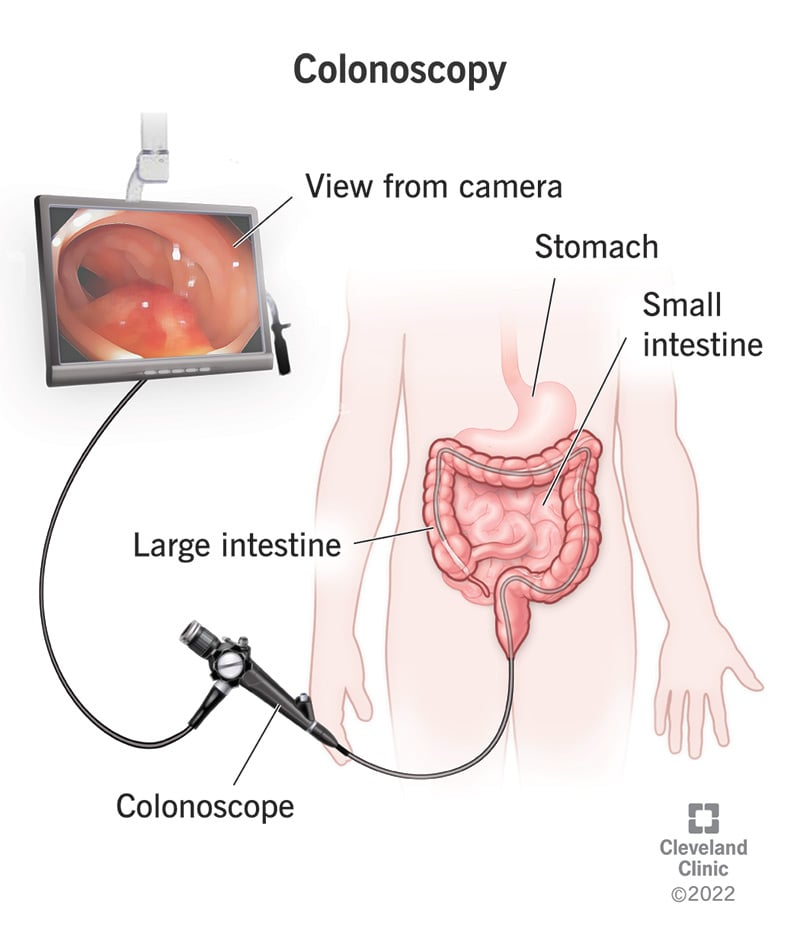 Colonoscopy
View from camera
Stomach
Small
intestine
Large intestine
Colonoscope
Cleveland
Clinic
©2022